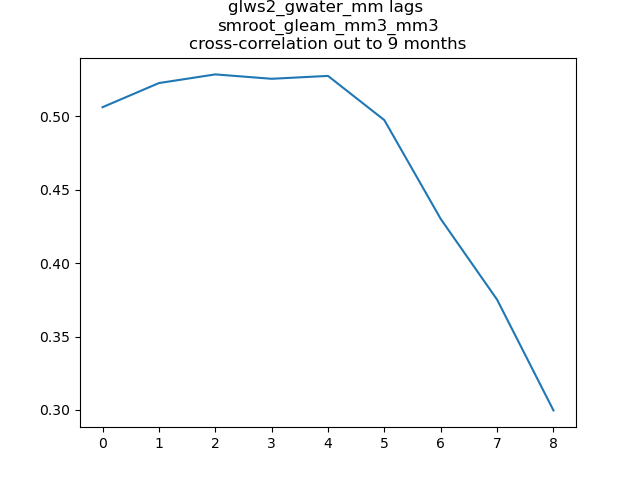 glws2_gwater_mm lags
smroot_gleam_mm3_mm3
cross-correlation out to 9 months
0.50
0.45
0.40
0.35
0.30
0 1 2 3 4 5 6 7 8